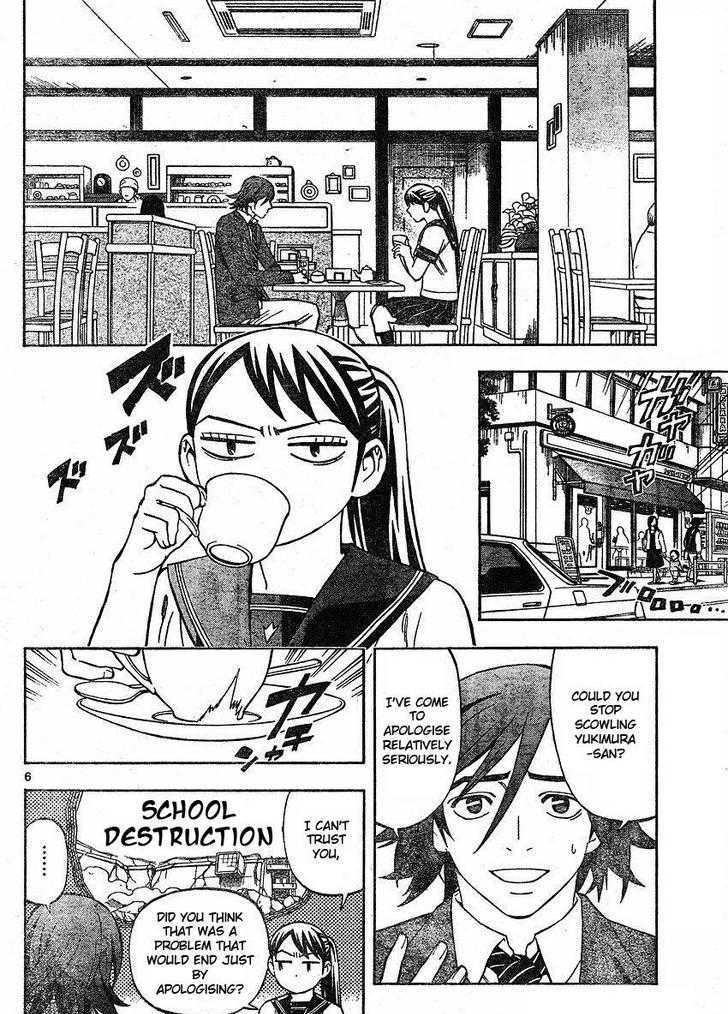 ズズズ
ガヤ
ガヤ
ブロロロ...
COULD YOU
STOP
SCOWLING
YUKIMURA
-SAN?
I'VE COME
TO
APOLOGISE
RELATIVELY
SERIOUSLY.
カチャ
6
I CAN'T
TRUST
YOU,
SCHOOL
DESTRUCTION
DID YOU THINK
THAT WAS A
PROBLEM THAT
WOULD END JUST
BY
APOLOGISING?
......